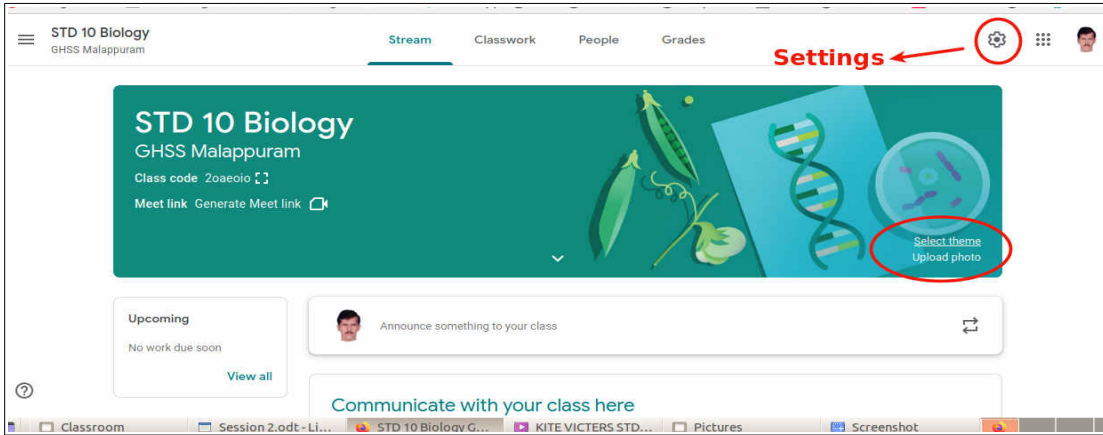 STD 10 Biology
GHSS Malappuram
Stream Classwork People Grades
Settings
STD 10 Biology
GHSS Malappuram
Class code 2oaeoio
Meet link Generate Meet link
Select theme
Upload photo
Upcoming
No work due soon
View all
Announce something to your class
Communicate with your class here
Classroom Session 2.odt - Li... STD 10 Biology G... KITE VICTERS STD... Pictures Screenshot